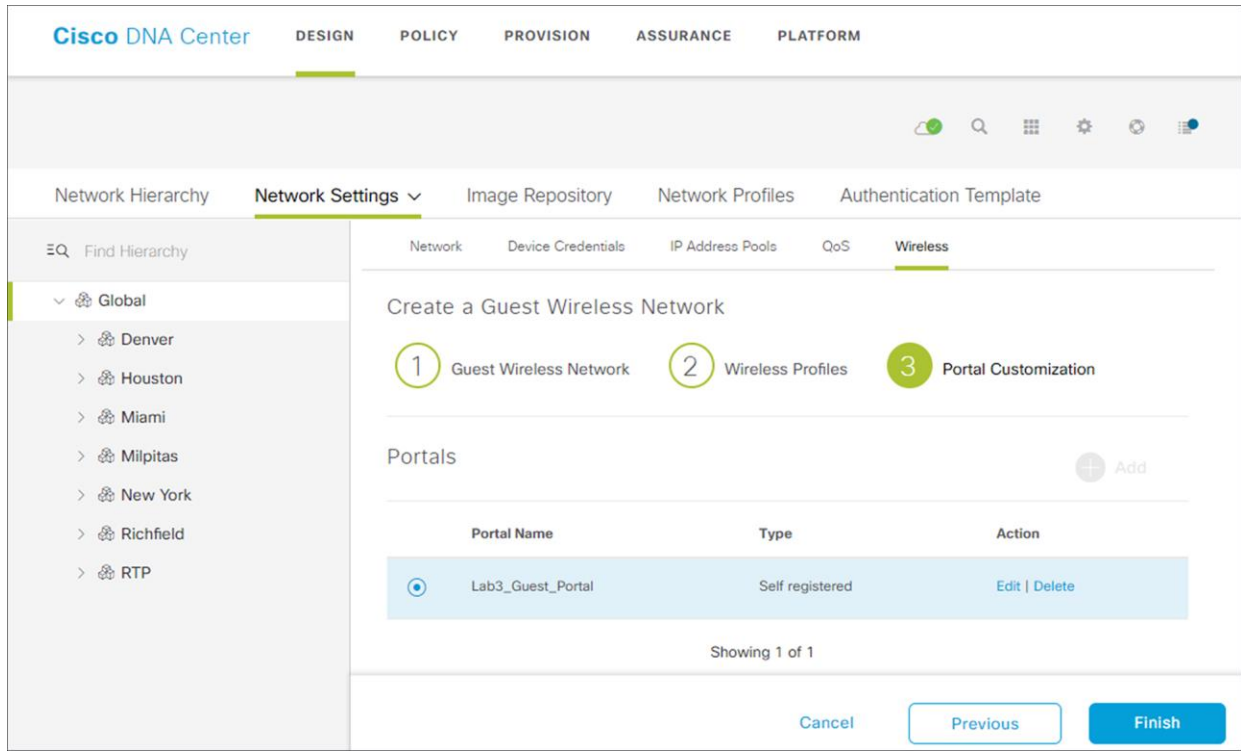 Cisco DNA Center DESIGN POLICY PROVISION ASSURANCE PLATFORM
Network Hierarchy Network Settings Image Repository Network Profiles Authentication Template
Find Hierarchy
Global
Denver
Houston
Miami
Milpitas
New York
Richfield
RTP
Network Device Credentials IP Address Pools QoS Wireless
Create a Guest Wireless Network
1 Guest Wireless Network 2 Wireless Profiles 3 Portal Customization
Portals
Add
Portal Name Type Action
Lab3_Guest_Portal Self registered Edit | Delete
Showing 1 of 1
Cancel Previous Finish